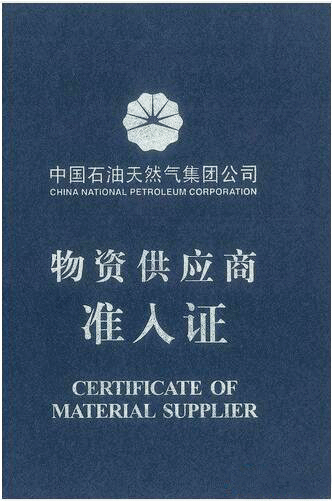 中国石油天然气集团公司
CHINA NATIONAL PETROLEUM CORPORATION
物资供应商
准入证
CERTIFICATE OF
MATERIAL SUPPLIER